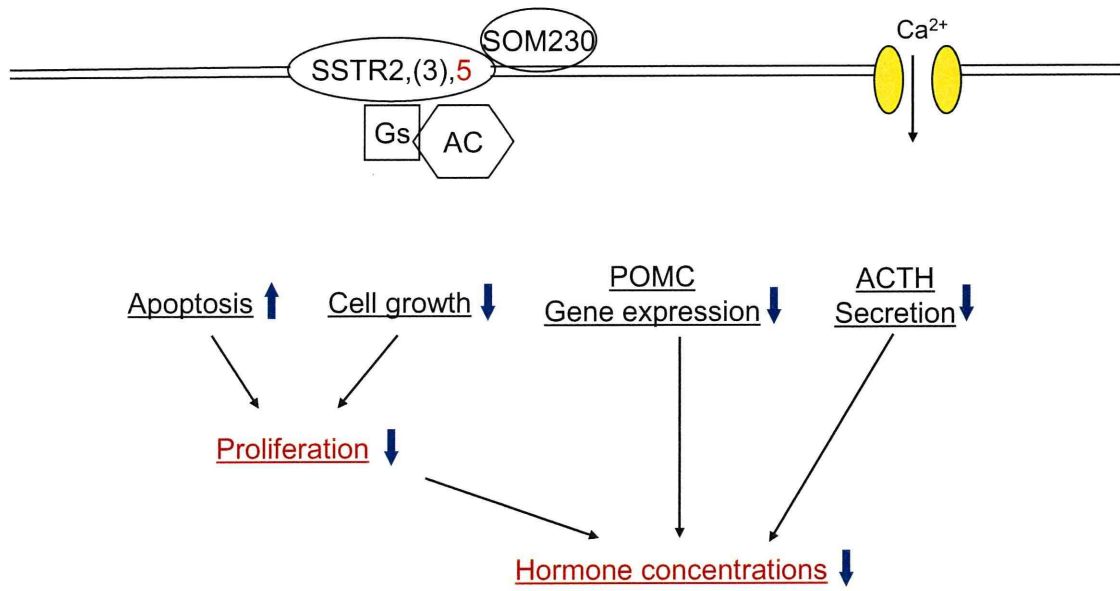 SOM230
Ca²⁺
SSTR2,(3),5
Gs
AC
Apoptosis
Cell growth
POMC
Gene expression
ACTH
Secretion
Proliferation
Hormone concentrations